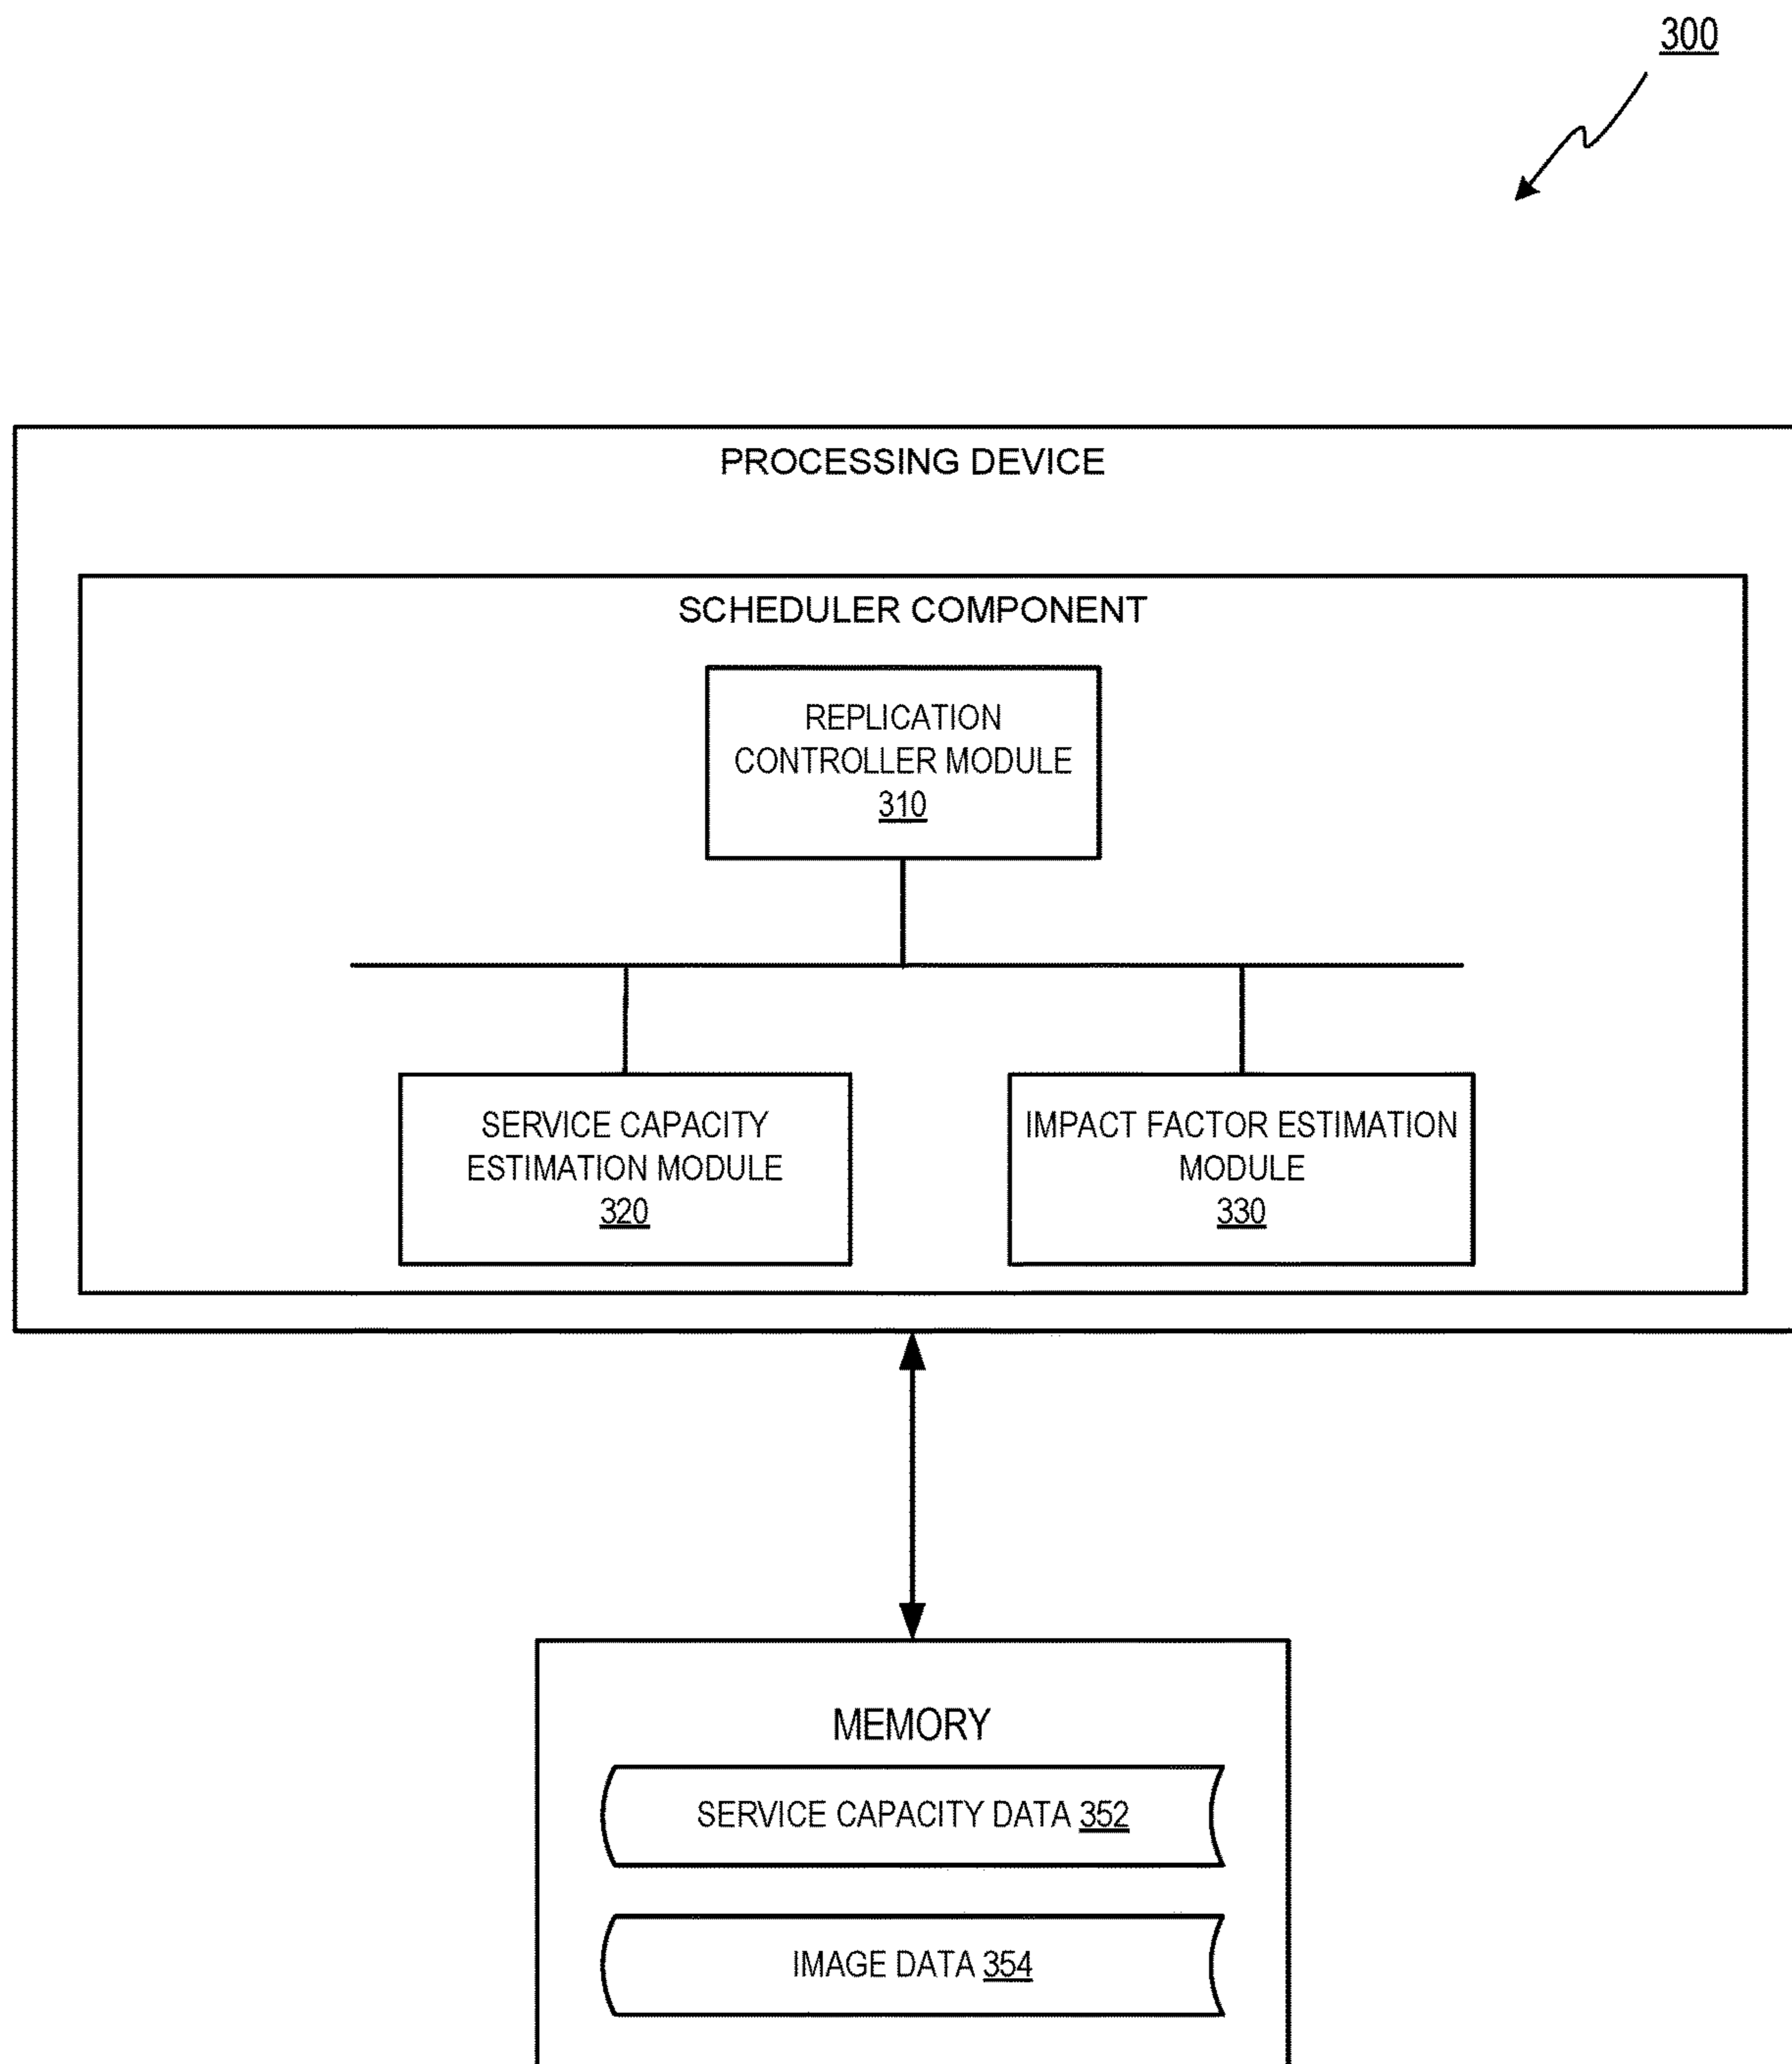 300
PROCESSING DEVICE
SCHEDULER COMPONENT
REPLICATION
CONTROLLER MODULE
310
SERVICE CAPACITY
ESTIMATION MODULE
320
IMPACT FACTOR ESTIMATION
MODULE
330
MEMORY
SERVICE CAPACITY DATA 352
IMAGE DATA 354